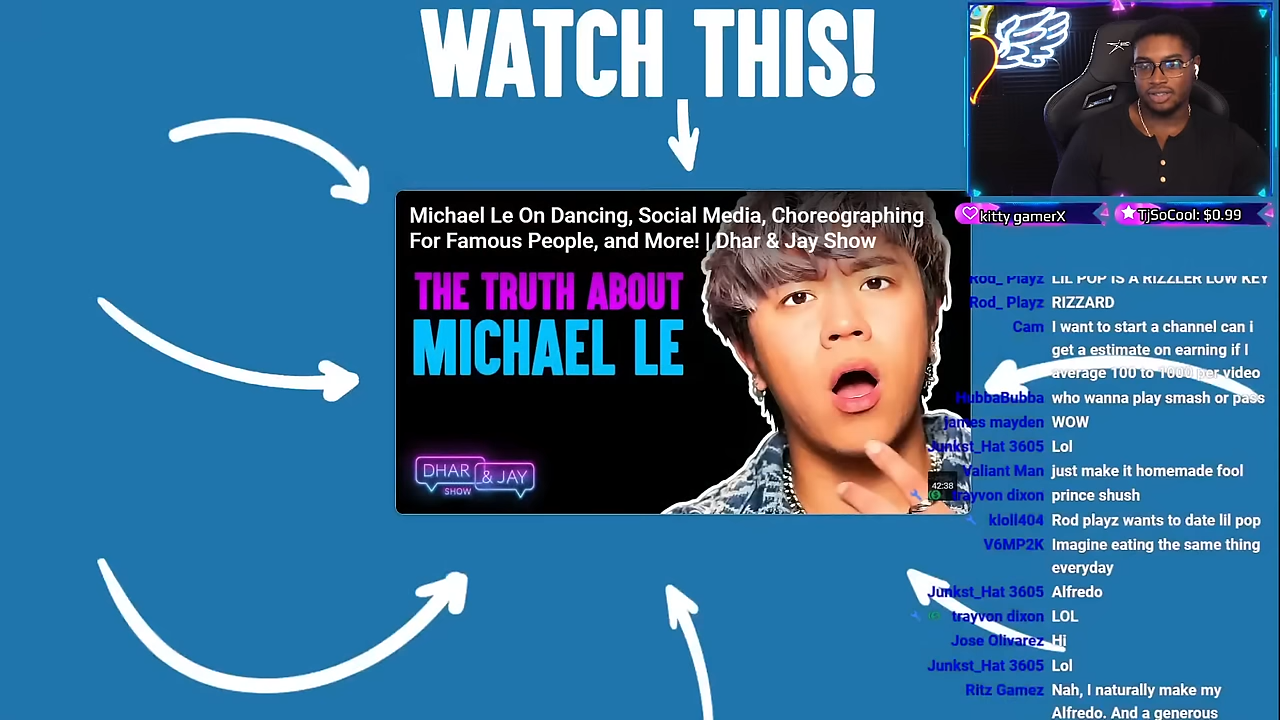 WATCH THIS!
Michael Le On Dancing, Social Media, Choreographing
For Famous People, and More! | Dhar & Jay Show
THE TRUTH ABOUT
MICHAEL LE
DHAR
& JAY
SHOW
42:38
kitty gamerX
TjSoCool: $0.99
Rod_ Playz LIL POP IS A RIZZLER LOW KEY
Rod_ Playz RIZZARD
Cam I want to start a channel can i
get a estimate on earning if I
average 100 to 1000 per video
HubbaBubba who wanna play smash or pass
james mayden WOW
Junkst_Hat 3605 Lol
Valiant Man just make it homemade fool
trayvon dixon prince shush
kloll404 Rod playz wants to date lil pop
V6MP2K Imagine eating the same thing
everyday
Junkst_Hat 3605 Alfredo
trayvon dixon LOL
Jose Olivarez Hi
Junkst_Hat 3605 Lol
Ritz Gamez Nah, I naturally make my
Alfredo. And a generous